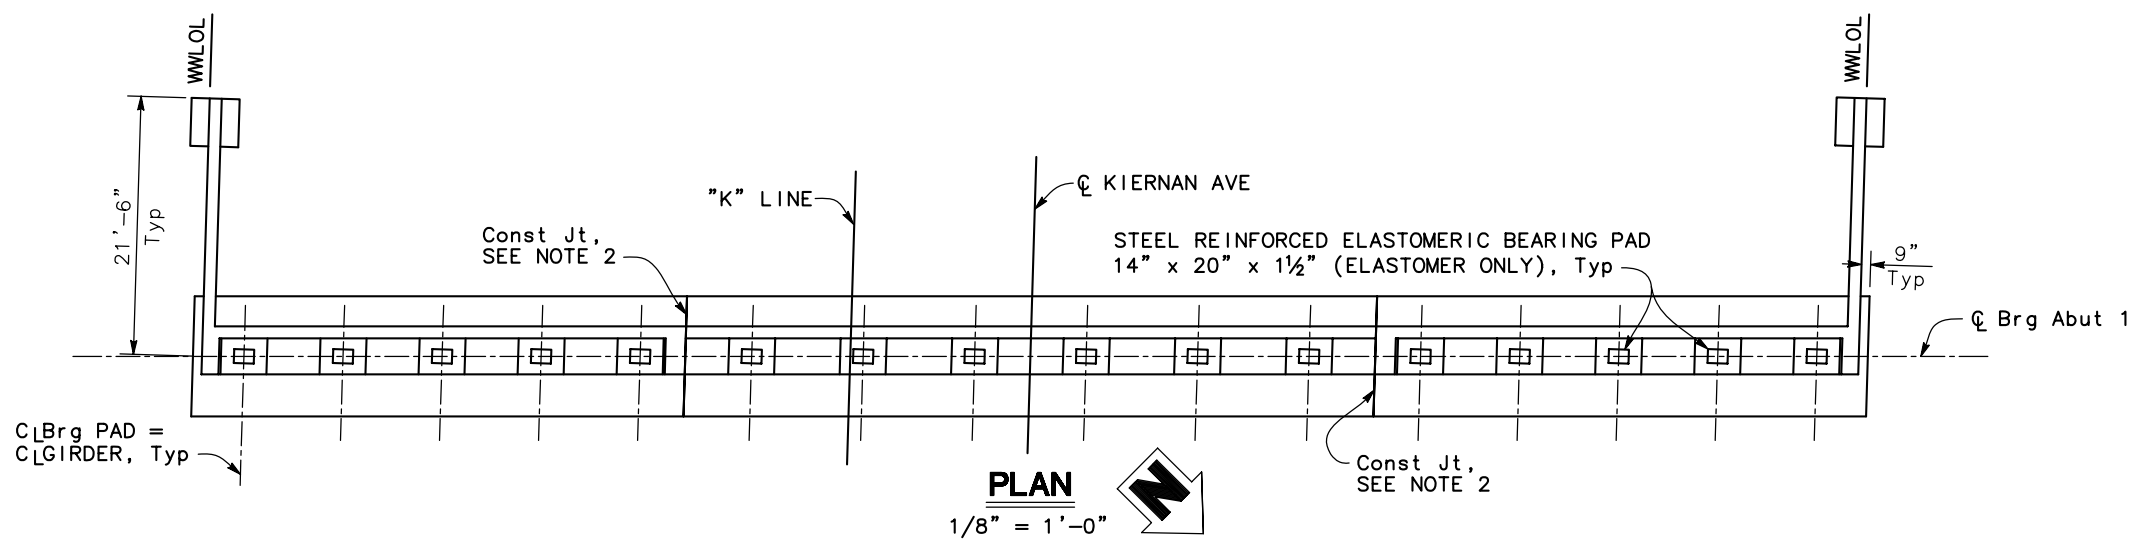 WWLOL
WWLOL
21'-6"
Typ
"K" LINE
℄ KIERNAN AVE
Const Jt,
SEE NOTE 2
STEEL REINFORCED ELASTOMERIC BEARING PAD
14" x 20" x 1½" (ELASTOMER ONLY), Typ
9"
Typ
℄ Brg Abut 1
CLBrg PAD =
CLGIRDER, Typ
Const Jt,
SEE NOTE 2
PLAN
1/8" = 1'-0"
N